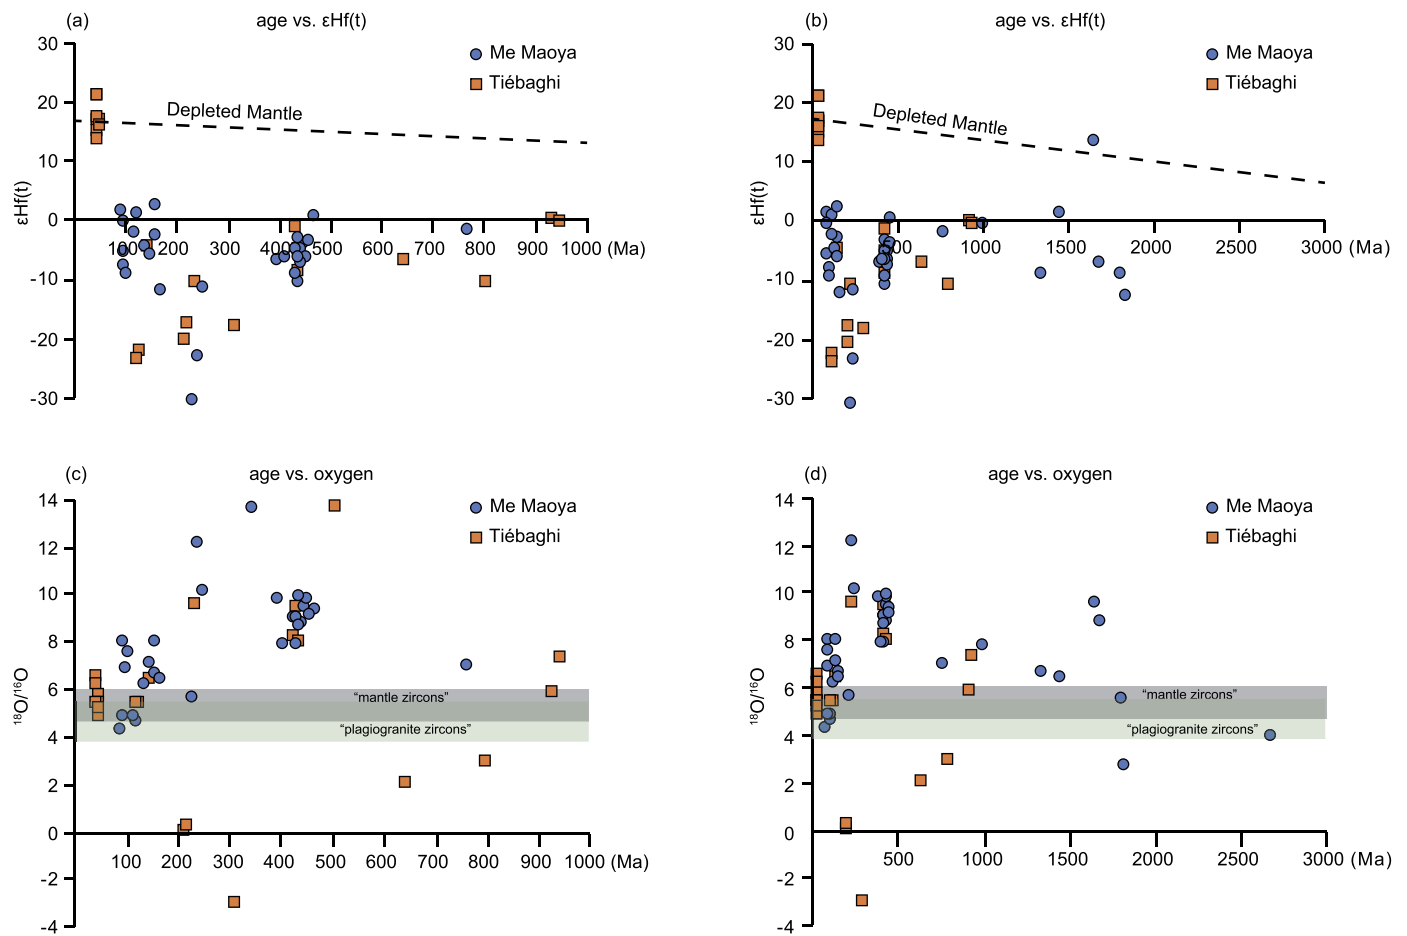 (a) age vs. εHf(t)
30
20
10
0
-10
-20
-30
εHf(t)
Me Maoya
Tiébaghi
Depleted Mantle
100 200 300 400 500 600 700 800 900 1000 (Ma)
(b) age vs. εHf(t)
30
20
10
0
-10
-20
-30
εHf(t)
Me Maoya
Tiébaghi
Depleted Mantle
500 1000 1500 2000 2500 3000 (Ma)
(c) age vs. oxygen
14
12
10
8
6
4
2
0
-2
-4
¹⁸O/¹⁶O
Me Maoya
Tiébaghi
“mantle zircons”
“plagiogranite zircons”
100 200 300 400 500 600 700 800 900 1000 (Ma)
(d) age vs. oxygen
14
12
10
8
6
4
2
0
-2
-4
¹⁸O/¹⁶O
Me Maoya
Tiébaghi
“mantle zircons”
“plagiogranite zircons”
500 1000 1500 2000 2500 3000 (Ma)